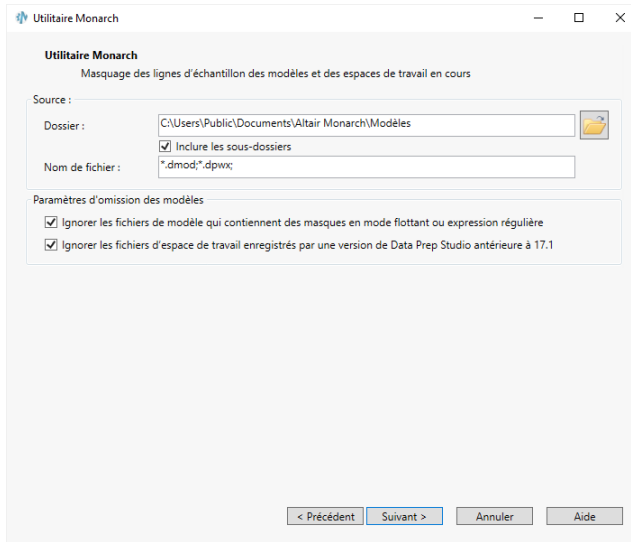 Utilitaire Monarch
Utilitaire Monarch
Masquage des lignes d'échantillon des modèles et des espaces de travail en cours
Source :
Dossier :
C:\Users\Public\Documents\Altair Monarch\Modèles
Inclure les sous-dossiers
Nom de fichier :
*.dmod;*.dpwx;
Paramètres d'omission des modèles
Ignorer les fichiers de modèle qui contiennent des masques en mode flottant ou expression régulière
Ignorer les fichiers d'espace de travail enregistrés par une version de Data Prep Studio antérieure à 17.1
< Précédent
Suivant >
Annuler
Aide